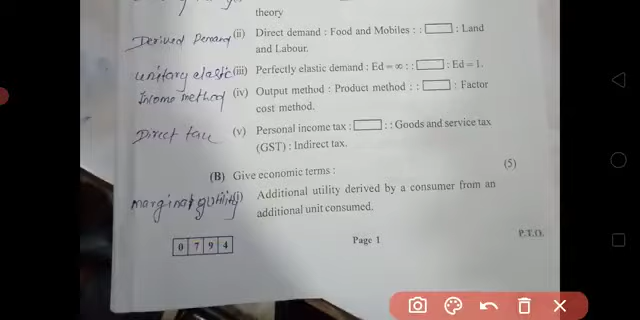 theory
Derived Demand (ii) Direct demand : Food and Mobiles : : : Land
and Labour.
unitary elastic (iii) Perfectly elastic demand : Ed = ∞ : : : Ed = 1.
Income method (iv) Output method : Product method : : : Factor
cost method.
Direct tax (v) Personal income tax : : : Goods and service tax
(GST) : Indirect tax.
(B) Give economic terms : (5)
marginal utility (i) Additional utility derived by a consumer from an
additional unit consumed.
0 7 9 4 Page 1 P.T.O.